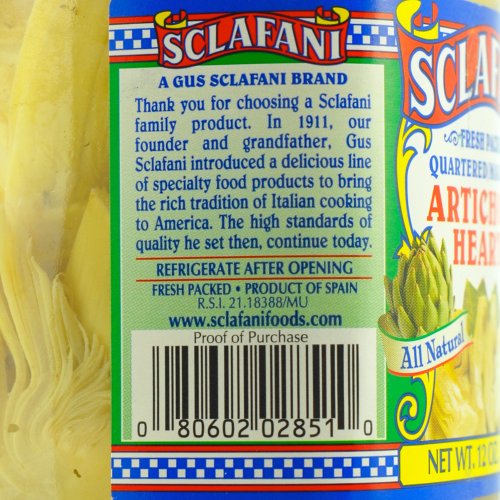 SCLAFANI
A GUS SCLAFANI BRAND
Thank you for choosing a Sclafani
family product. In 1911, our
founder and grandfather, Gus
Sclafani introduced a delicious line
of specialty food products to bring
the rich tradition of Italian cooking
to America. The high standards of
quality he set then, continue today.
REFRIGERATE AFTER OPENING
FRESH PACKED • PRODUCT OF SPAIN
R.S.I. 21.18388/MU
www.sclafanifoods.com
Proof of Purchase
0 80602 02851 0
SCLAF
FRESH PAC
QUARTERED
ARTICH
HEAR
All Natural
NET WT. 12 OZ